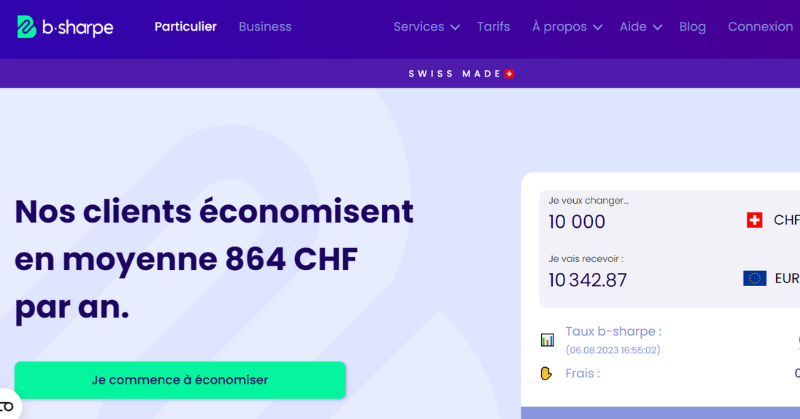 b-sharpe Particulier Business Services Tarifs À propos Aide Blog Connexion
SWISS MADE
Nos clients économisent
en moyenne 864 CHF
par an.
Je commence à économiser
Je veux changer...
10 000 CHF
Je vais recevoir :
10 342.87 EUR
Taux b-sharpe :
(06.08.2023 16:55:02)
Frais :